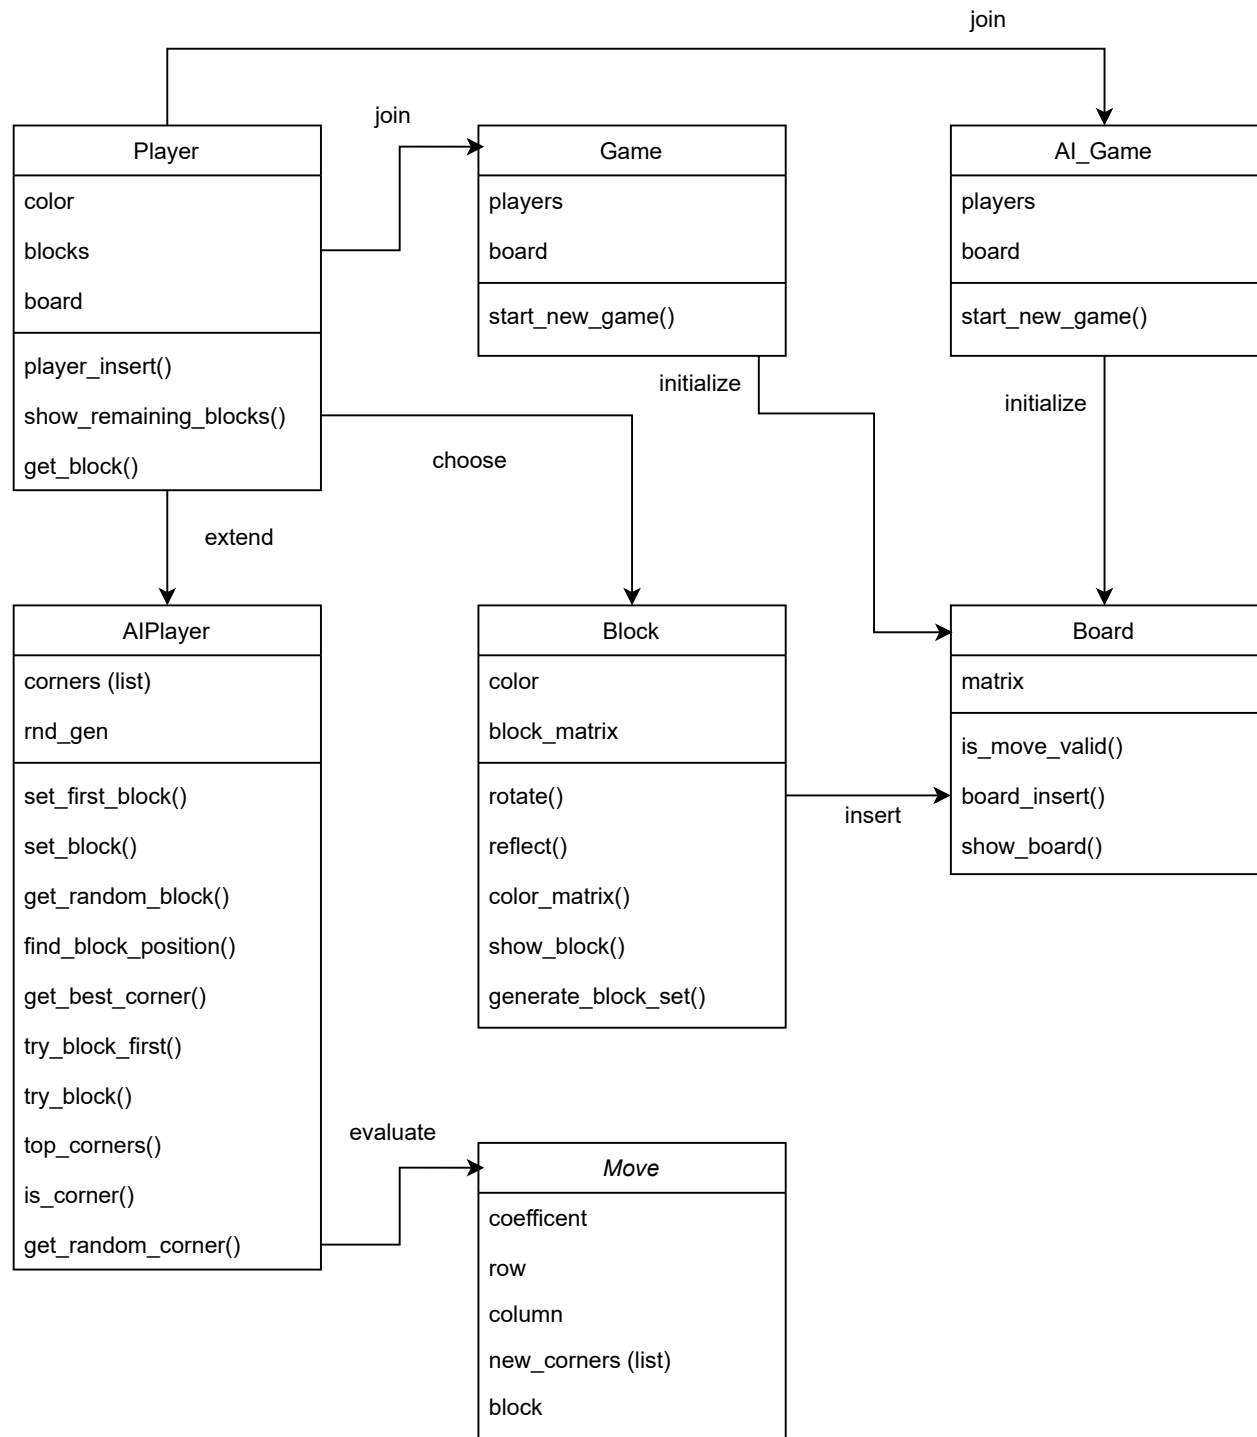 join
join
Player
color
blocks
board
player_insert()
show_remaining_blocks()
get_block()
Game
players
board
start_new_game()
AI_Game
players
board
start_new_game()
initialize
initialize
choose
extend
AIPlayer
corners (list)
rnd_gen
set_first_block()
set_block()
get_random_block()
find_block_position()
get_best_corner()
try_block_first()
try_block()
top_corners()
is_corner()
get_random_corner()
Block
color
block_matrix
rotate()
reflect()
color_matrix()
show_block()
generate_block_set()
insert
Board
matrix
is_move_valid()
board_insert()
show_board()
evaluate
Move
coefficent
row
column
new_corners (list)
block